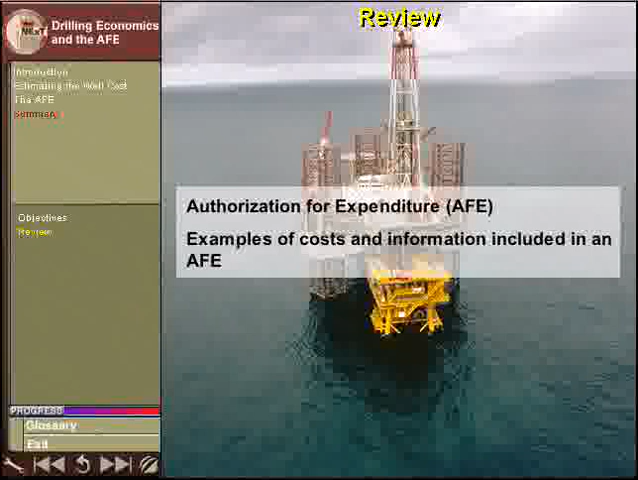 Drilling Economics
and the AFE
Review
Introduction
Estimating the Well Cost
The AFE
Summary
Authorization for Expenditure (AFE)
Examples of costs and information included in an
AFE
Objectives
Review
PROGRESS
Glossary
Exit